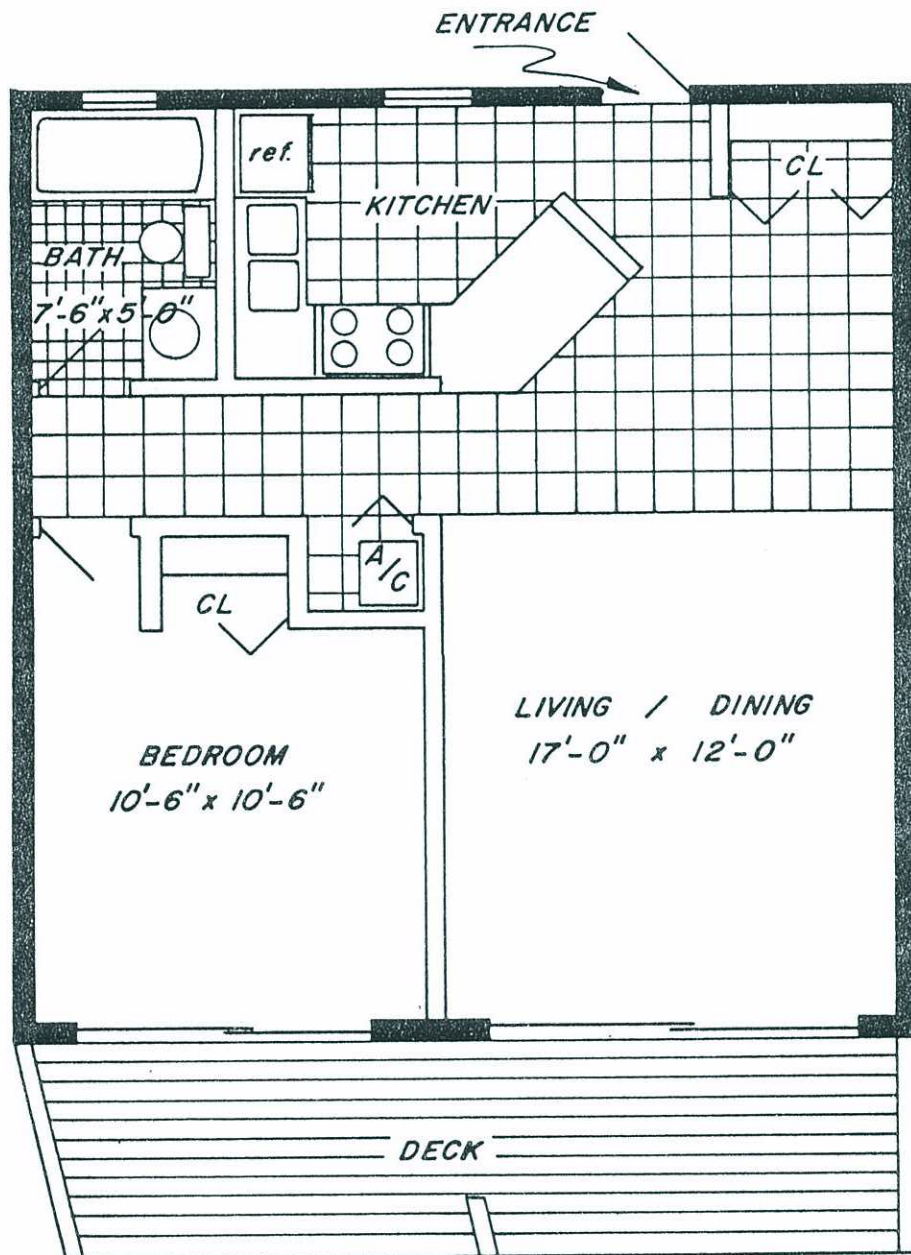 ENTRANCE
ref.
KITCHEN
CL
BATH
7'-6" x 5'-0"
A/C
CL
LIVING / DINING
17'-0" x 12'-0"
BEDROOM
10'-6" x 10'-6"
DECK